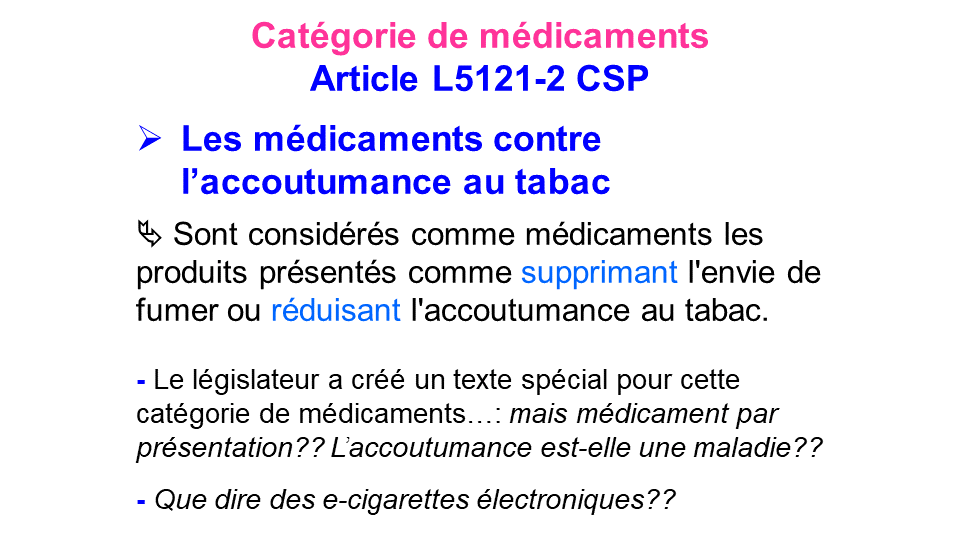 Catégorie de médicaments
Article L5121-2 CSP
➢ Les médicaments contre
l’accoutumance au tabac
⮱ Sont considérés comme médicaments les
produits présentés comme supprimant l'envie de
fumer ou réduisant l'accoutumance au tabac.
- Le législateur a créé un texte spécial pour cette
catégorie de médicaments…: mais médicament par
présentation?? L’accoutumance est-elle une maladie??
- Que dire des e-cigarettes électroniques??